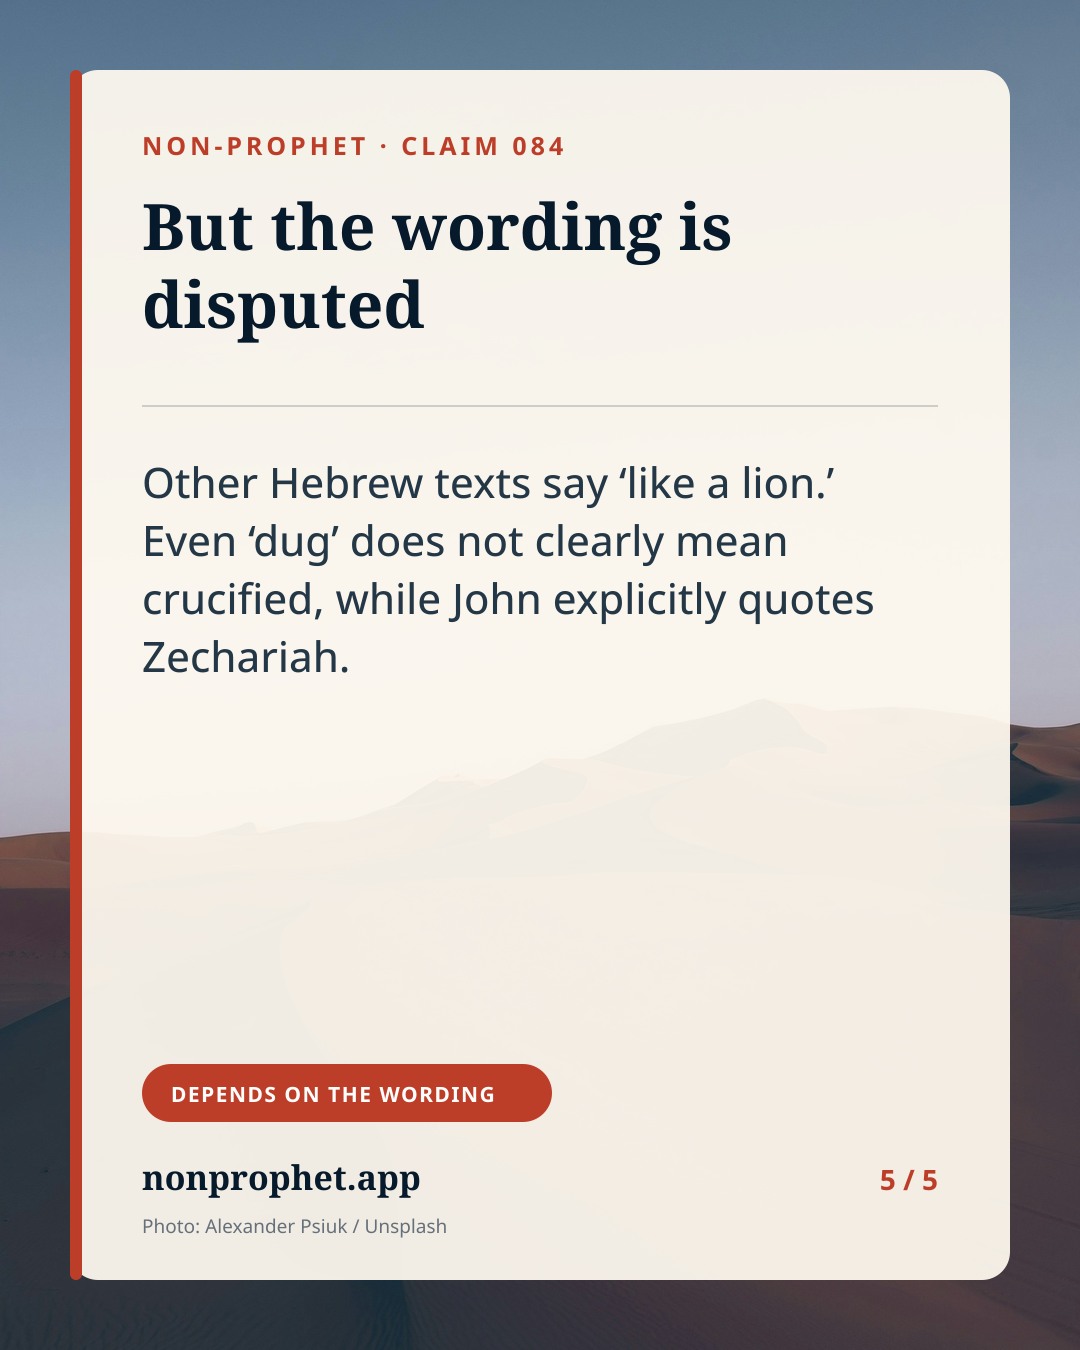 NON-PROPHET · CLAIM 084
But the wording is
disputed
Other Hebrew texts say ‘like a lion.’
Even ‘dug’ does not clearly mean
crucified, while John explicitly quotes
Zechariah.
DEPENDS ON THE WORDING
nonprophet.app
5 / 5
Photo: Alexander Psiuk / Unsplash